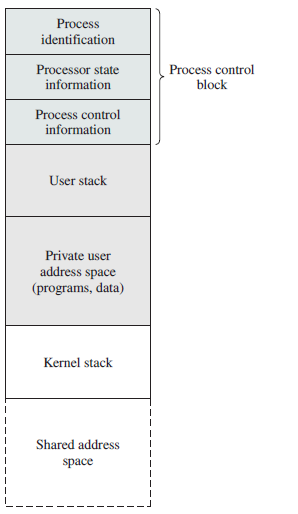 Process
identification
Processor state
information
Process control
information
Process control
block
User stack
Private user
address space
(programs, data)
Kernel stack
Shared address
space